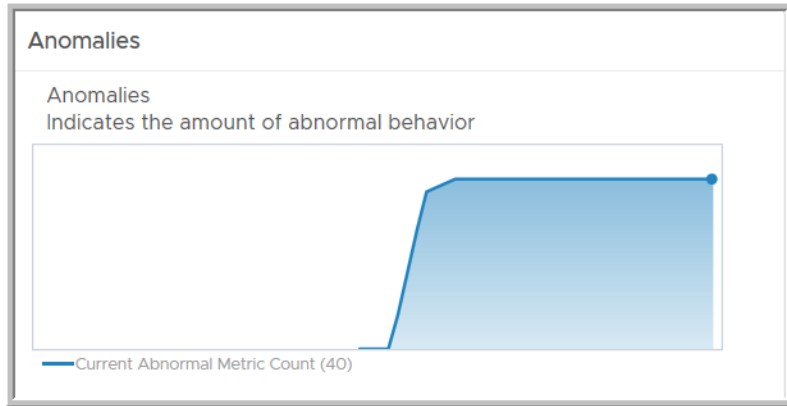 Anomalies
Anomalies
Indicates the amount of abnormal behavior
Current Abnormal Metric Count (40)